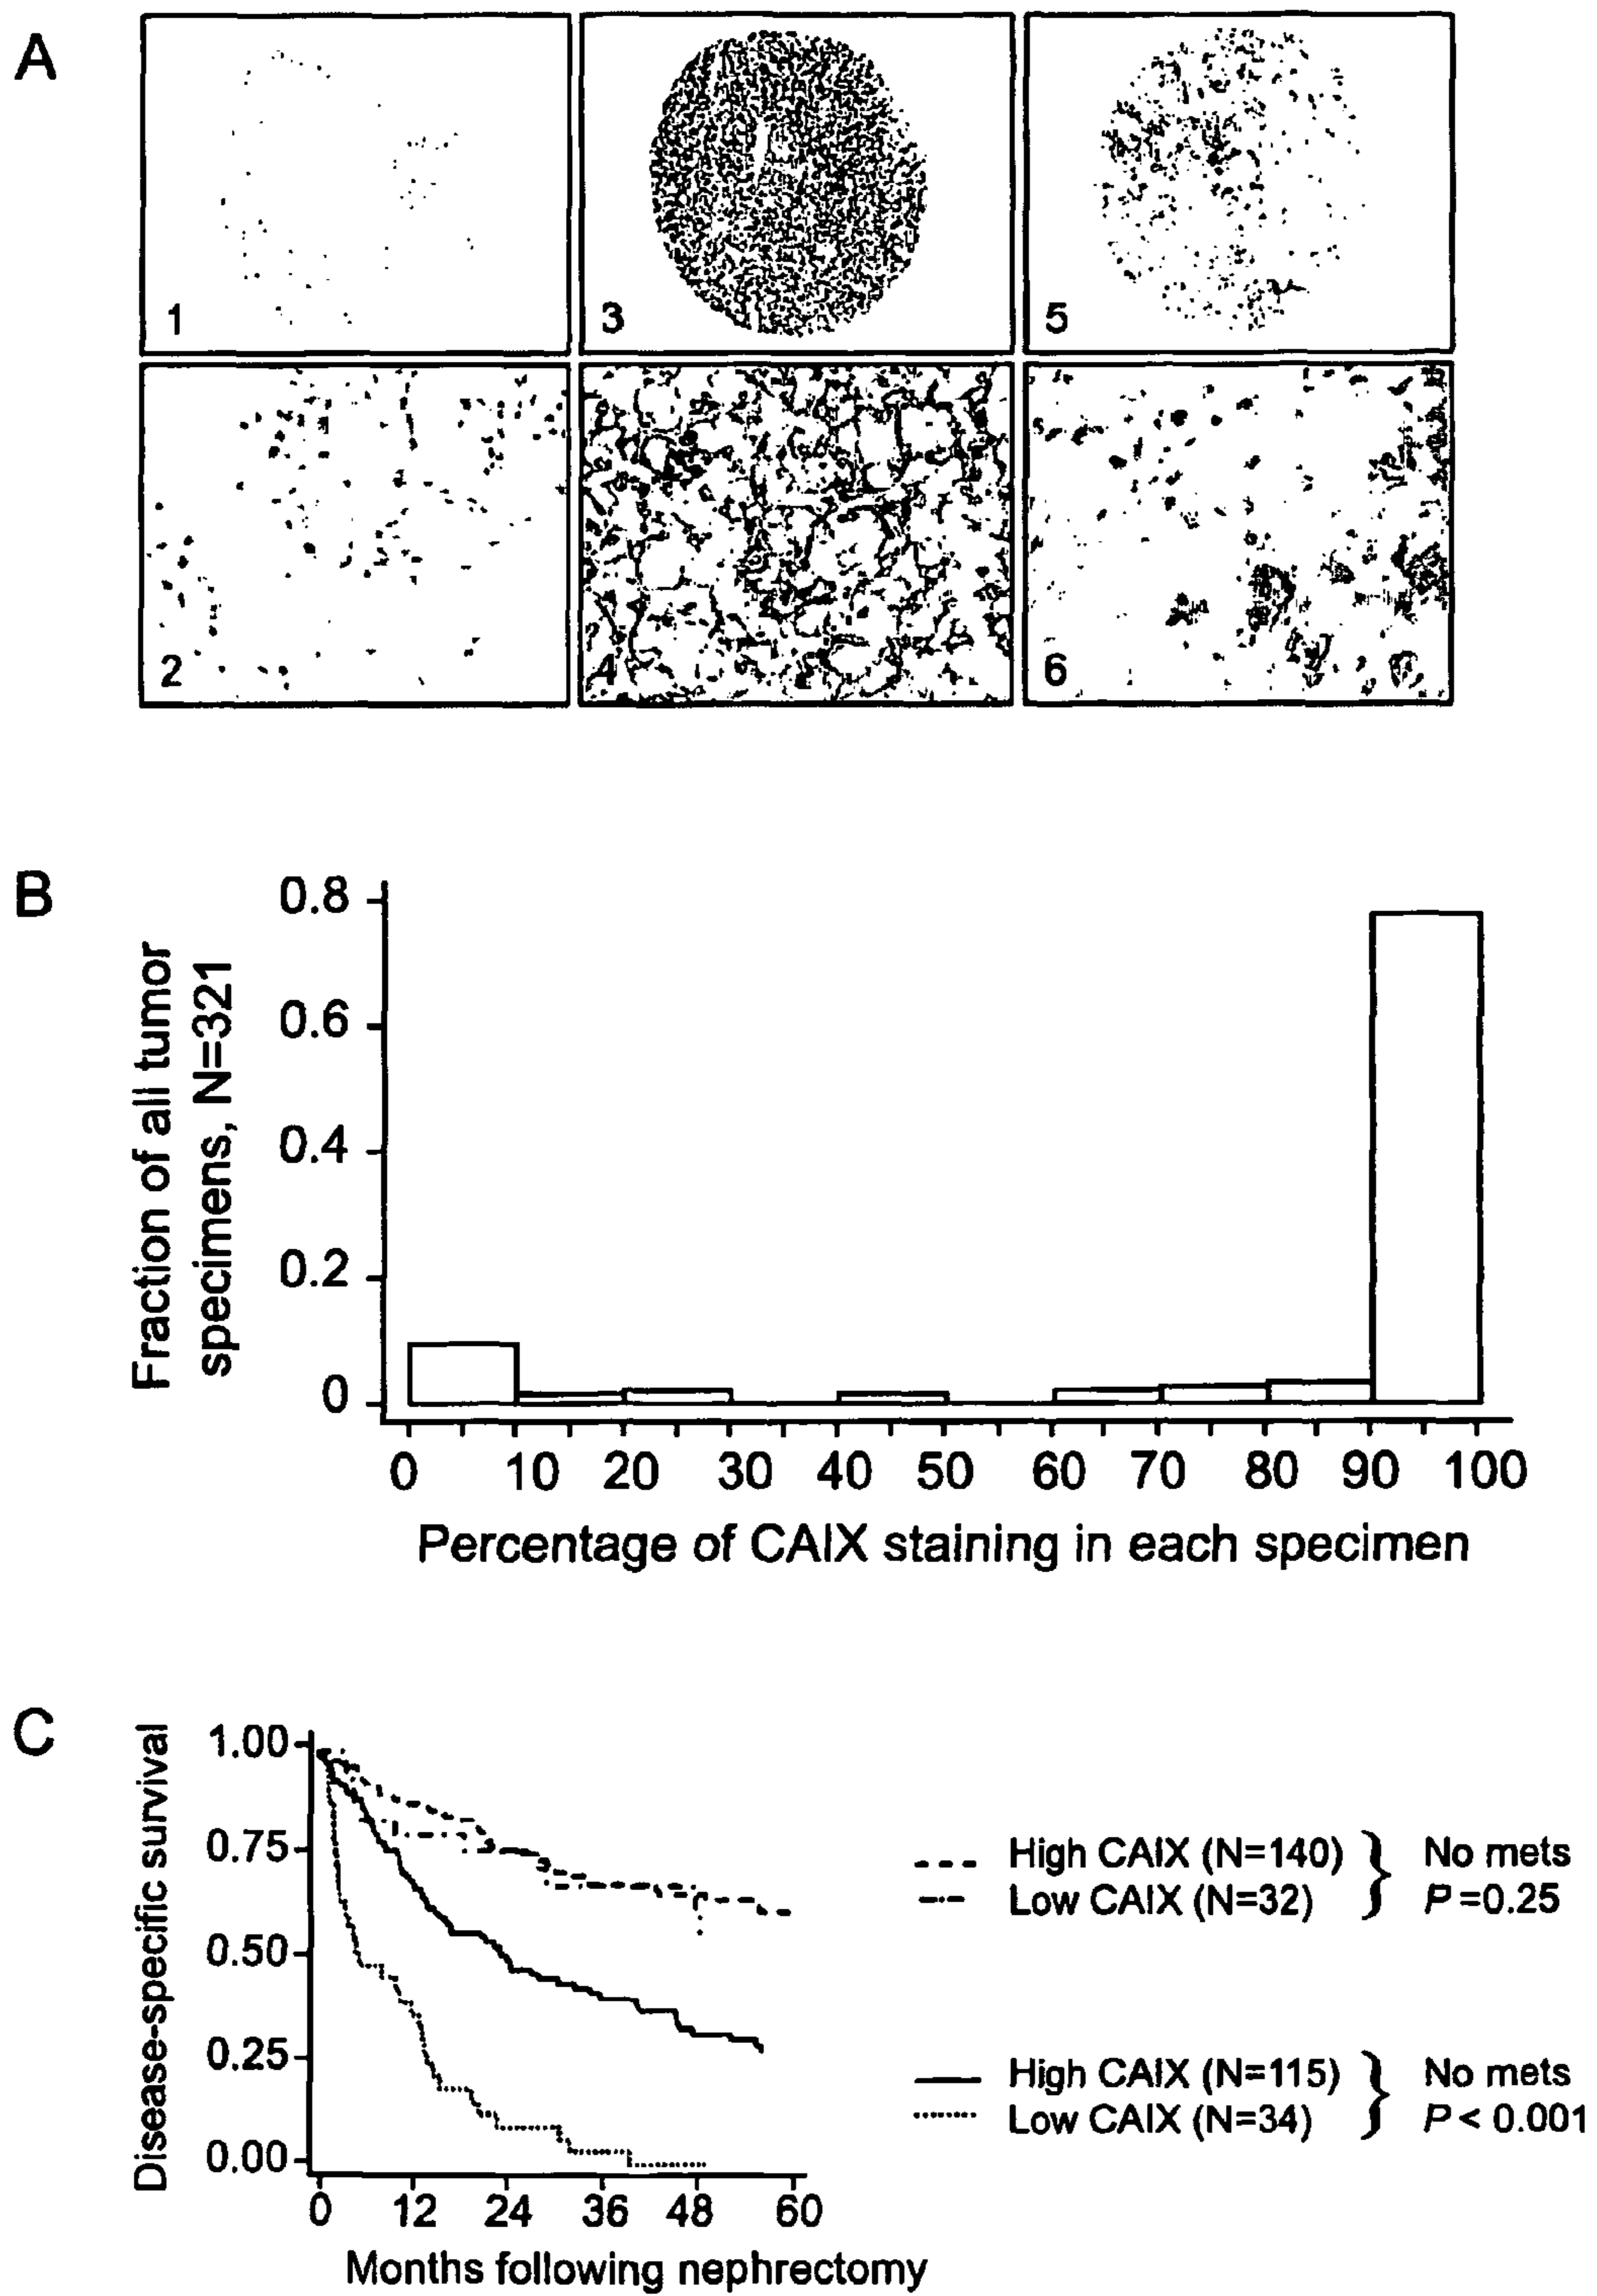 A
1
3
5
2
4
6
B
Fraction of all tumor
specimens, N=321
0.8
0.6
0.4
0.2
0
0 10 20 30 40 50 60 70 80 90 100
Percentage of CAIX staining in each specimen
C
Disease-specific survival
1.00
0.75
0.50
0.25
0.00
0 12 24 36 48 60
Months following nephrectomy
High CAIX (N=140) } No mets
Low CAIX (N=32) P=0.25
High CAIX (N=115) } No mets
Low CAIX (N=34) P < 0.001